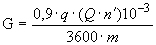 G = 0,9·q·(Q·n')10⁻³ / 3600·m